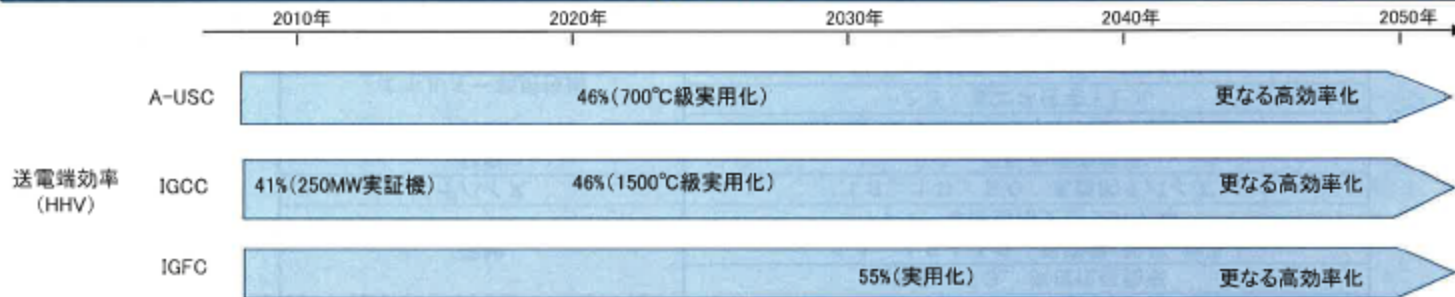 2010年 2020年 2030年 2040年 2050年
A-USC 46%(700℃級実用化) 更なる高効率化
送電端効率
(HHV)
IGCC 41%(250MW実証機) 46%(1500℃級実用化) 更なる高効率化
IGFC 55%(実用化) 更なる高効率化